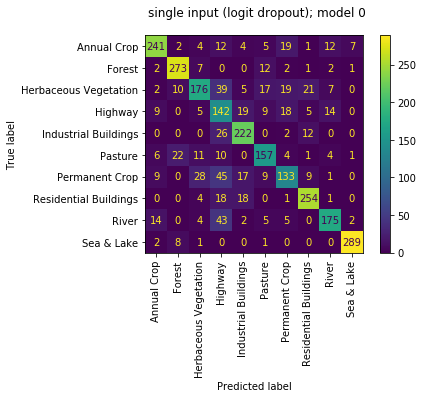 single input (logit dropout); model 0
True label
Annual Crop 241 2 4 12 4 5 19 1 12 7
Forest 2 273 7 0 0 12 2 1 2 1
Herbaceous Vegetation 2 10 176 39 5 17 19 21 7 0
Highway 9 0 5 142 19 9 18 5 14 0
Industrial Buildings 0 0 0 26 222 0 2 12 0 0
Pasture 6 22 11 10 0 157 4 1 4 1
Permanent Crop 9 0 28 45 17 9 133 9 1 0
Residential Buildings 0 0 4 18 18 0 1 254 1 0
River 14 0 4 43 2 5 5 0 175 2
Sea & Lake 2 8 1 0 0 1 0 0 0 289
Annual Crop
Forest
Herbaceous Vegetation
Highway
Industrial Buildings
Pasture
Permanent Crop
Residential Buildings
River
Sea & Lake
Predicted label
250
200
150
100
50
0